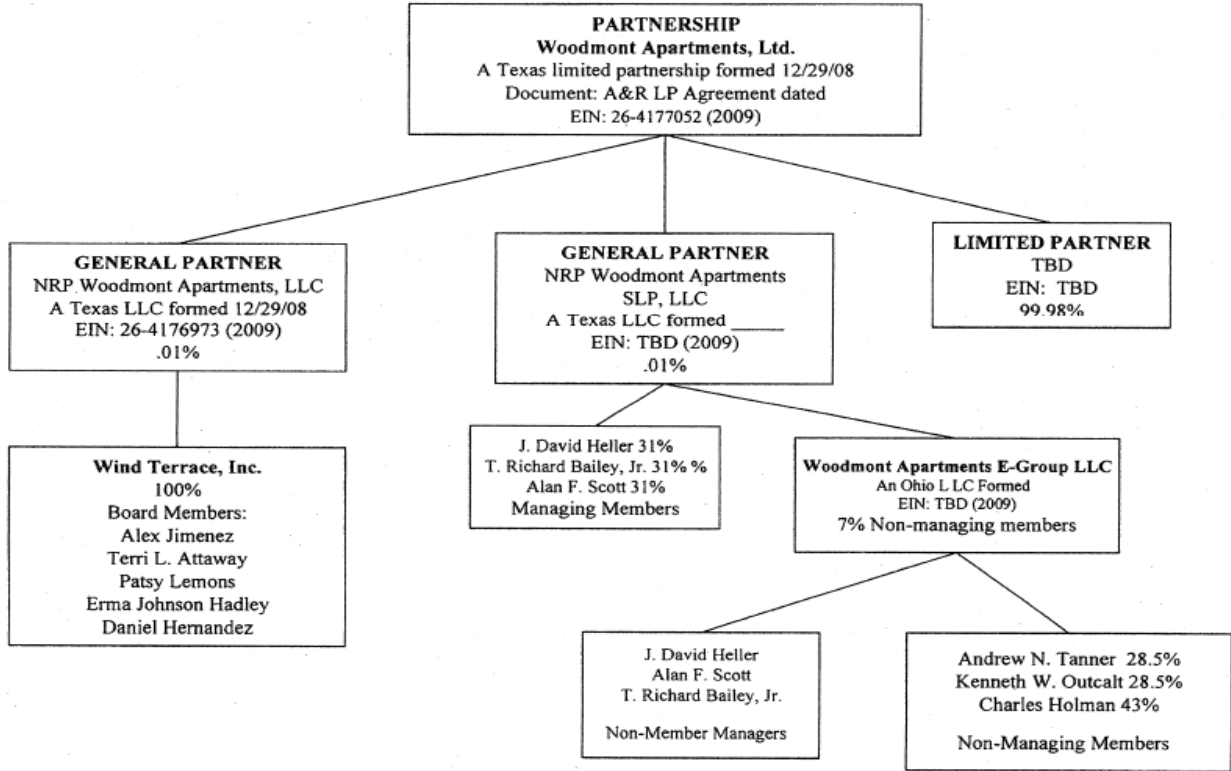 PARTNERSHIP
Woodmont Apartments, Ltd.
A Texas limited partnership formed 12/29/08
Document: A&R LP Agreement dated
EIN: 26-4177052 (2009)
GENERAL PARTNER
NRP Woodmont Apartments, LLC
A Texas LLC formed 12/29/08
EIN: 26-4176973 (2009)
.01%
GENERAL PARTNER
NRP Woodmont Apartments
SLP, LLC
A Texas LLC formed _____
EIN: TBD (2009)
.01%
LIMITED PARTNER
TBD
EIN: TBD
99.98%
Wind Terrace, Inc.
100%
Board Members:
Alex Jimenez
Terri L. Attaway
Patsy Lemons
Erma Johnson Hadley
Daniel Hernandez
J. David Heller 31%
T. Richard Bailey, Jr. 31% %
Alan F. Scott 31%
Managing Members
Woodmont Apartments E-Group LLC
An Ohio L LC Formed
EIN: TBD (2009)
7% Non-managing members
J. David Heller
Alan F. Scott
T. Richard Bailey, Jr.
Non-Member Managers
Andrew N. Tanner 28.5%
Kenneth W. Outcalt 28.5%
Charles Holman 43%
Non-Managing Members